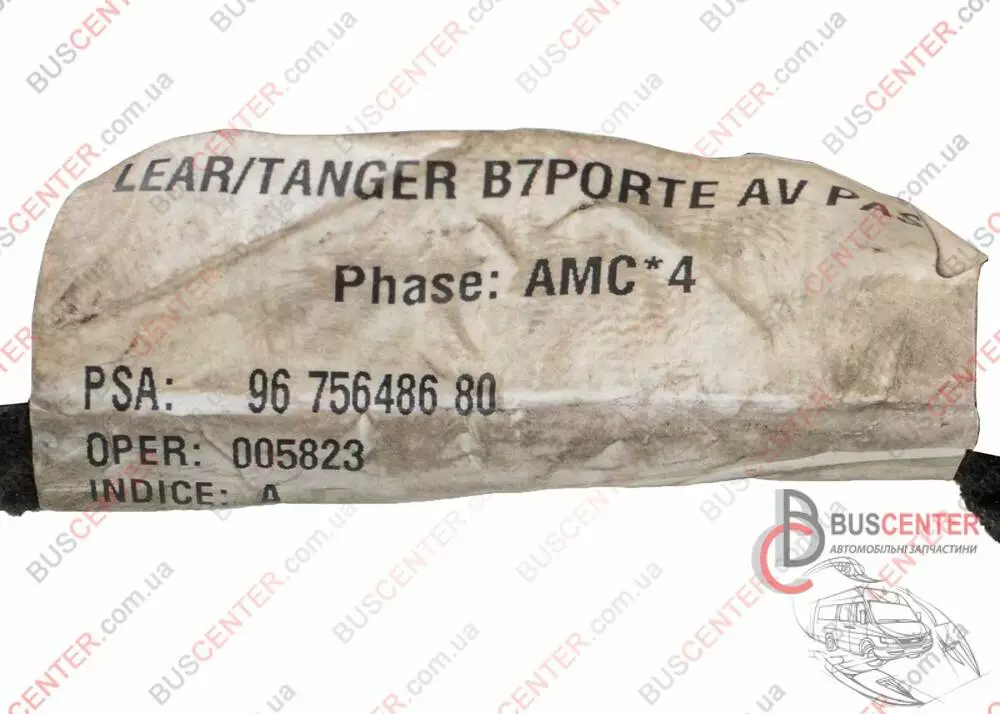 LEAR/TANGER B7PORTE AV PAS
Phase: AMC*4
PSA: 96 756486 80
OPER: 005823
INDICE: A
BUSCENTER
АВТОМОБІЛЬНІ ЗАПЧАСТИНИ
BUSCENTER.com.ua